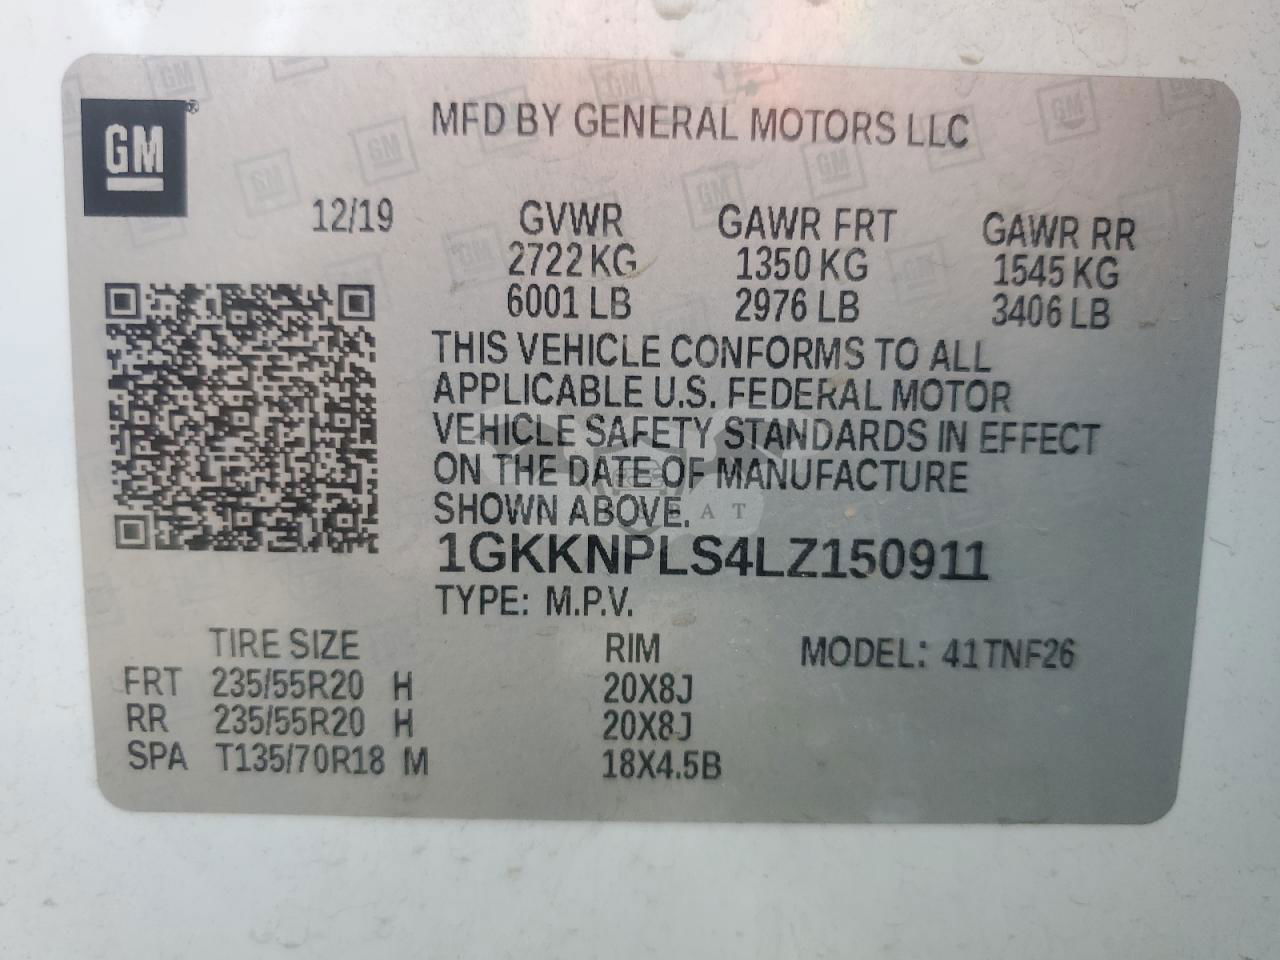 GM
MFD BY GENERAL MOTORS LLC
12/19 GVWR GAWR FRT GAWR RR
2722 KG 1350 KG 1545 KG
6001 LB 2976 LB 3406 LB
THIS VEHICLE CONFORMS TO ALL
APPLICABLE U.S. FEDERAL MOTOR
VEHICLE SAFETY STANDARDS IN EFFECT
ON THE DATE OF MANUFACTURE
SHOWN ABOVE.
1GKKNPLS4LZ150911
TYPE: M.P.V.
TIRE SIZE RIM MODEL: 41TNF26
FRT 235/55R20 H 20X8J
RR 235/55R20 H 20X8J
SPA T135/70R18 M 18X4.5B